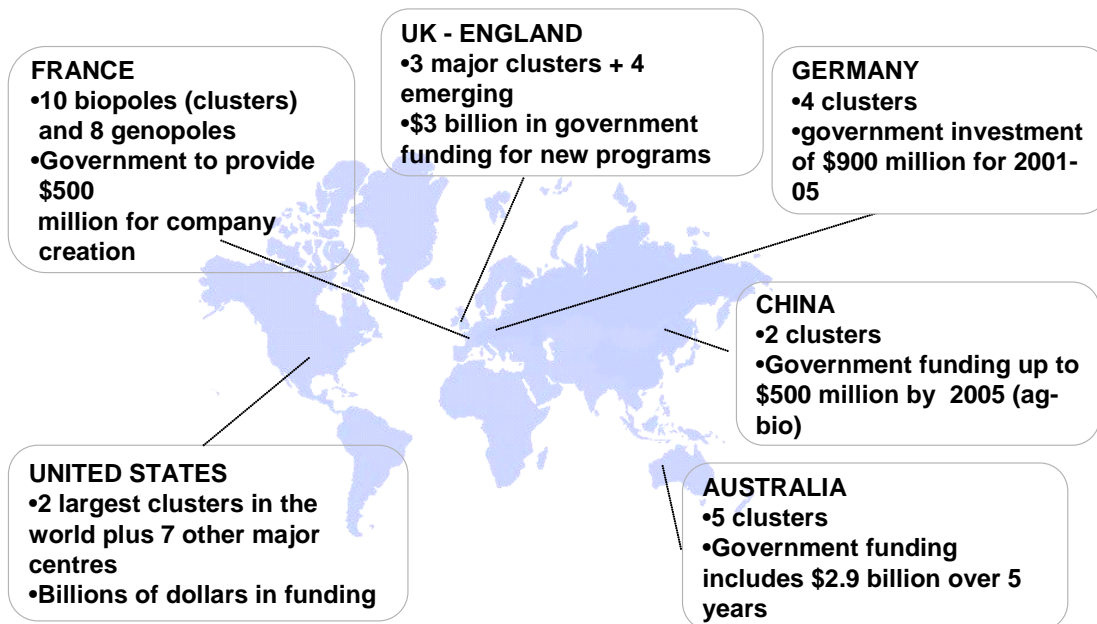 UK - ENGLAND
•3 major clusters + 4
emerging
•$3 billion in government
funding for new programs
FRANCE
•10 biopoles (clusters)
and 8 genopoles
•Government to provide
$500
million for company
creation
GERMANY
•4 clusters
•government investment
of $900 million for 2001-
05
CHINA
•2 clusters
•Government funding up to
$500 million by 2005 (ag-
bio)
UNITED STATES
•2 largest clusters in the
world plus 7 other major
centres
•Billions of dollars in funding
AUSTRALIA
•5 clusters
•Government funding
includes $2.9 billion over 5
years